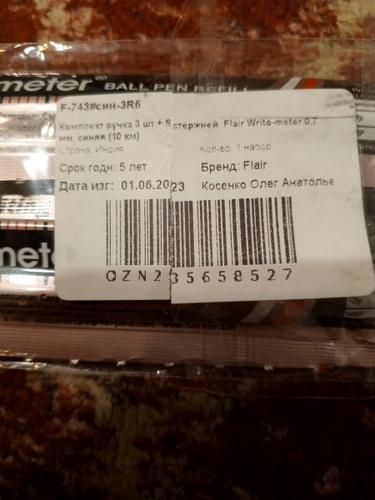 meter® BALL PEN REFILL
F-743#син-3R6
Комплект ручка 3 шт + 6 стержней Flair Writo-meter 0,7
мм, синяя (10 км)
Страна: Индия
Кол-во: 1 набор
Срок годн: 5 лет
Бренд: Flair
Дата изг: 01.06.2023
Косенко Олег Анатолье
OZN235658527